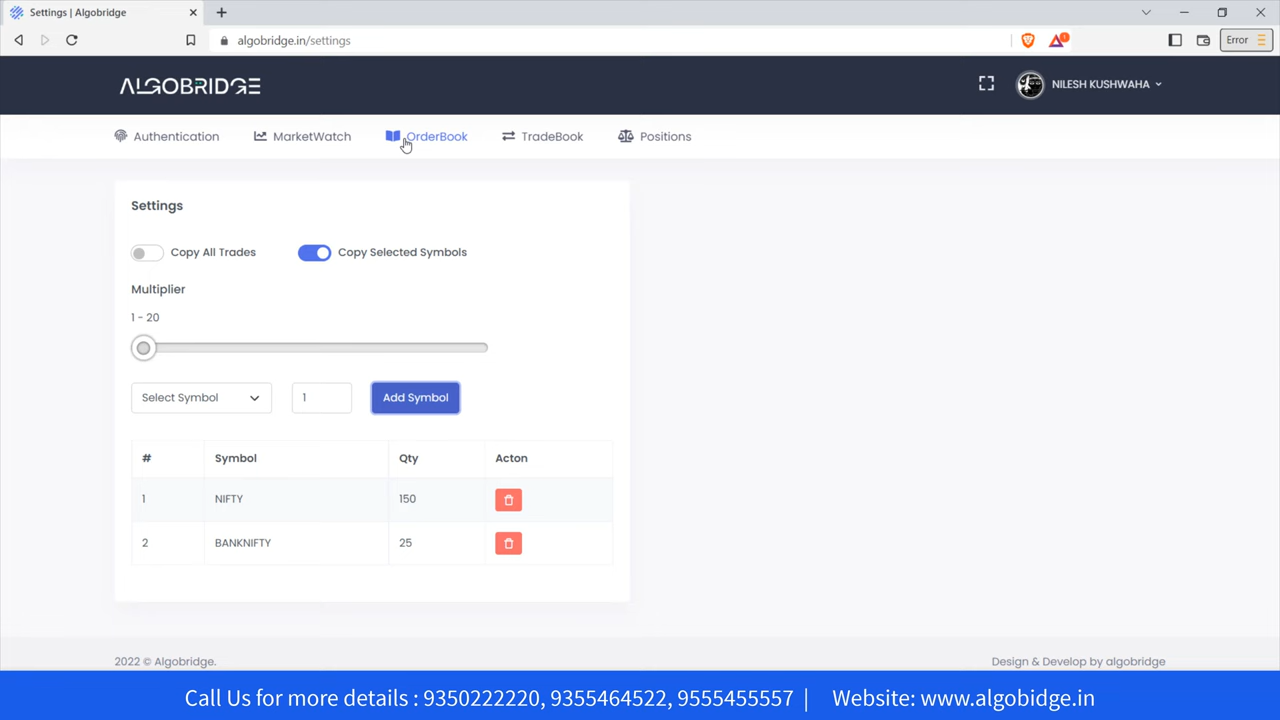 Settings | Algobridge
algobridge.in/settings
Error
ALGOBRIDGE
NILESH KUSHWAHA
Authentication MarketWatch OrderBook TradeBook Positions
Settings
Copy All Trades Copy Selected Symbols
Multiplier
1 - 20
Select Symbol 1 Add Symbol
# Symbol Qty Acton
1 NIFTY 150
2 BANKNIFTY 25
2022 © Algobridge. Design & Develop by algobridge
Call Us for more details : 9350222220, 9355464522, 9555455557 | Website: www.algobidge.in